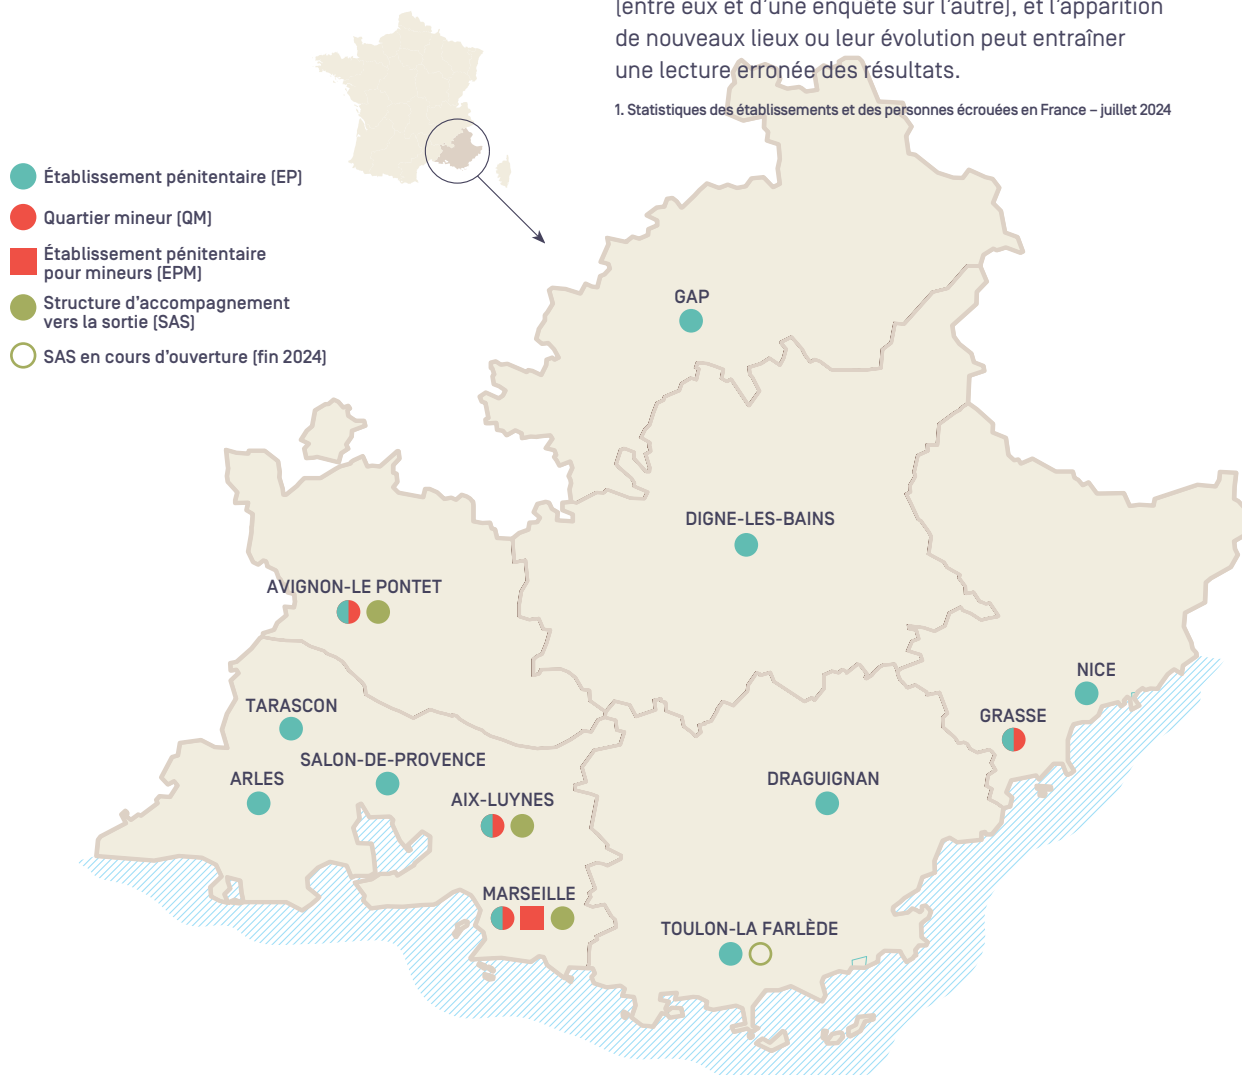 (entre eux et d'une enquête sur l'autre), et l'apparition
de nouveaux lieux ou leur évolution peut entraîner
une lecture erronée des résultats.
1. Statistiques des établissements et des personnes écrouées en France – juillet 2024
Établissement pénitentiaire (EP)
Quartier mineur (QM)
Établissement pénitentiaire
pour mineurs (EPM)
Structure d'accompagnement
vers la sortie (SAS)
SAS en cours d'ouverture (fin 2024)
GAP
DIGNE-LES-BAINS
AVIGNON-LE PONTET
NICE
TARASCON
GRASSE
SALON-DE-PROVENCE
ARLES
DRAGUIGNAN
AIX-LUYNES
MARSEILLE
TOULON-LA FARLÈDE